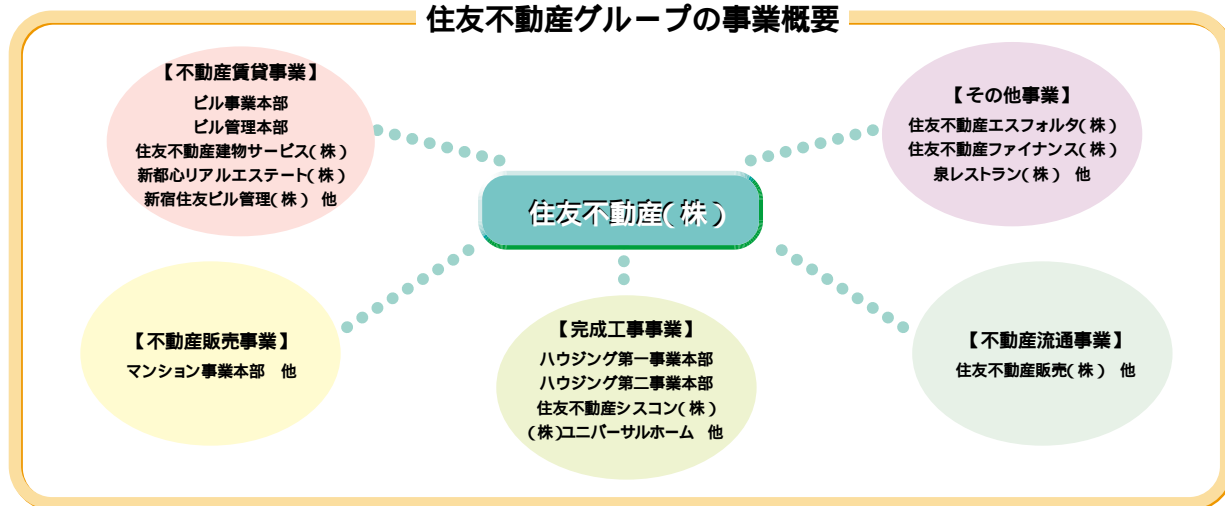 住友不動産グループの事業概要
【不動産賃貸事業】
ビル事業本部
ビル管理本部
住友不動産建物サービス(株)
新都心リアルエステート(株)
新宿住友ビル管理(株) 他
【その他事業】
住友不動産エスフォルタ(株)
住友不動産ファイナンス(株)
泉レストラン(株) 他
住友不動産(株)
【不動産販売事業】
マンション事業本部 他
【完成工事事業】
ハウジング第一事業本部
ハウジング第二事業本部
住友不動産シスコン(株)
(株)ユニバーサルホーム 他
【不動産流通事業】
住友不動産販売(株) 他